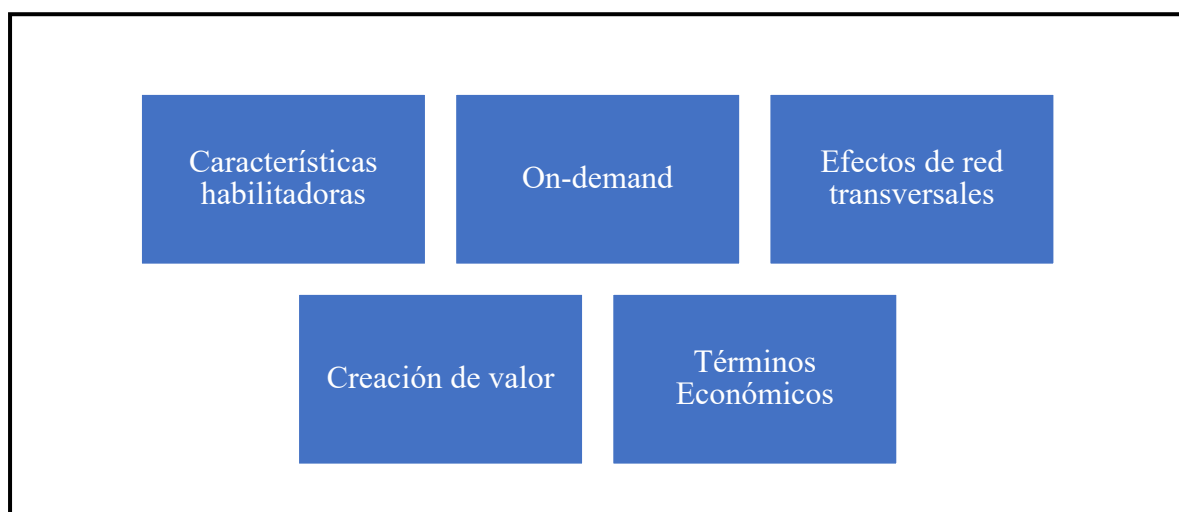 Características
habilitadoras
On-demand
Efectos de red
transversales
Creación de valor
Términos
Económicos